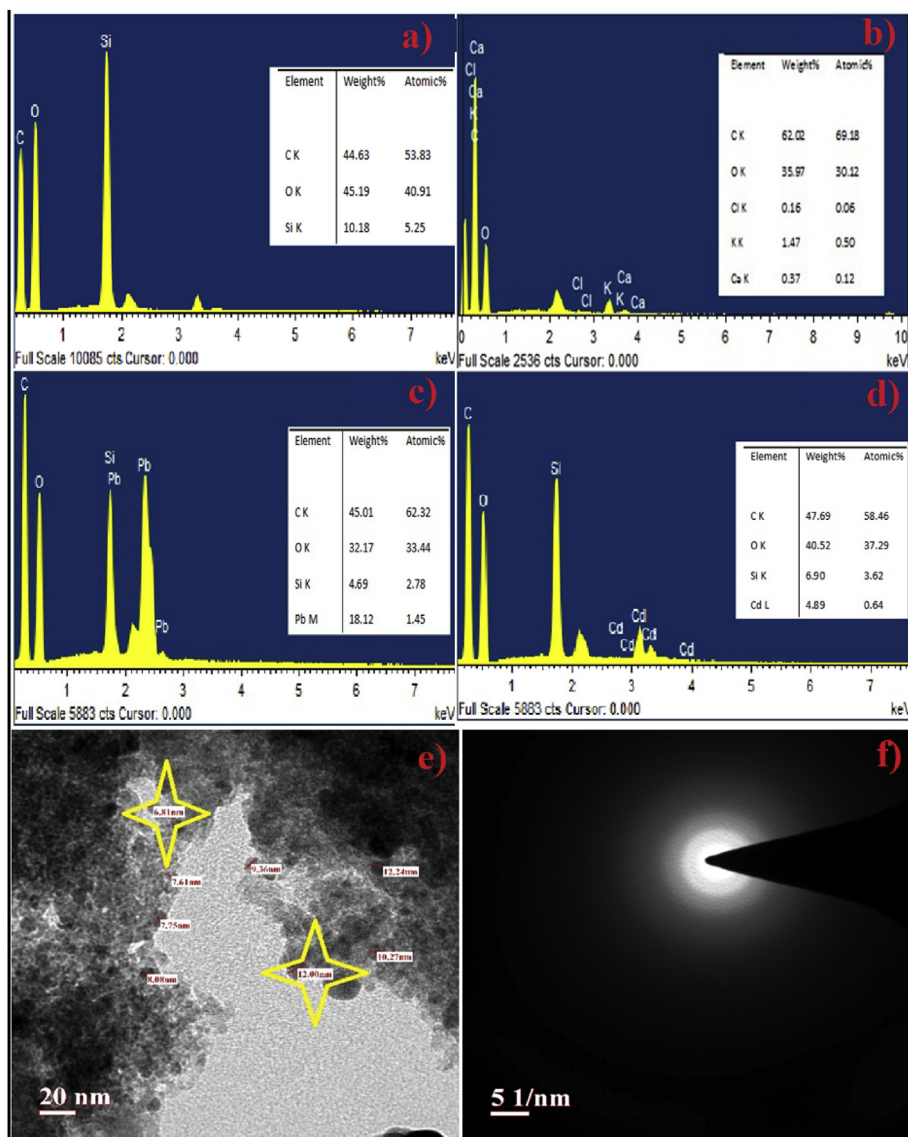 a)
Si
O
C
Element Weight% Atomic%
C K 44.63 53.83
O K 45.19 40.91
Si K 10.18 5.25
1 2 3 4 5 6 7
Full Scale 10085 cts Cursor: 0.000 keV
b)
Ca
Cl
Ca
K
C
O
Cl
Cl
K
Ca
K
Ca
Element Weight% Atomic%
C K 62.02 69.18
O K 35.97 30.12
Cl K 0.16 0.06
K K 1.47 0.50
Ca K 0.37 0.12
0 1 2 3 4 5 6 7 8 9 10
Full Scale 2536 cts Cursor: 0.000 keV
c)
C
O
Si
Pb
Pb
Pb
Element Weight% Atomic%
C K 45.01 62.32
O K 32.17 33.44
Si K 4.69 2.78
Pb M 18.12 1.45
1 2 3 4 5 6 7
Full Scale 5883 cts Cursor: 0.000 keV
d)
C
O
Si
Cd
Cd
Cd
Cd
Cd
Element Weight% Atomic%
C K 47.69 58.46
O K 40.52 37.29
Si K 6.90 3.62
Cd L 4.89 0.64
1 2 3 4 5 6 7
Full Scale 5883 cts Cursor: 0.000 keV
e)
6.81nm
9.36nm
12.24nm
7.61nm
7.75nm
10.27nm
8.08nm
12.00nm
20 nm
f)
5 1/nm